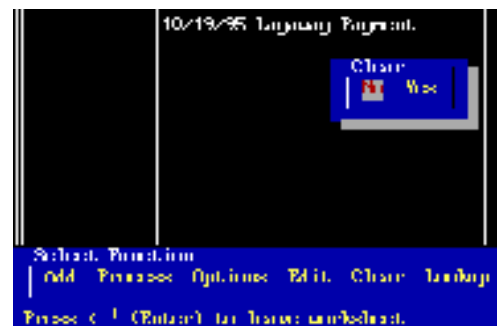 10/19/95 Layaway Payment.
Clear
No Yes
Select Function
Add Process Options Edit Clear Lookup
Press <┘ (Enter) to leave worksheet.